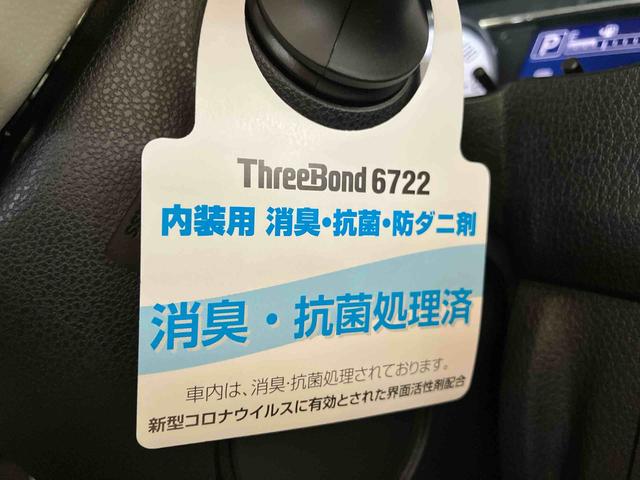 P
ThreeBond 6722
内装用 消臭・抗菌・防ダニ剤
消臭・抗菌処理済
車内は、消臭・抗菌処理されております。
新型コロナウイルスに有効とされた界面活性剤配合